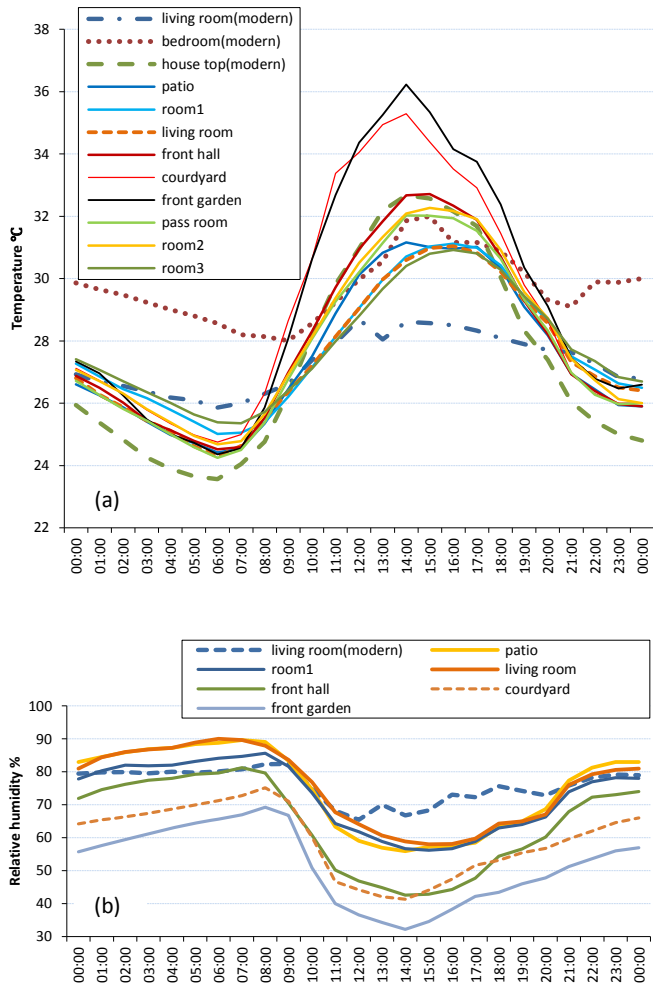 38
36
34
32
30
28
26
24
22
Temperature ℃
living room(modern)
bedroom(modern)
house top(modern)
patio
room1
living room
front hall
courdyard
front garden
pass room
room2
room3
(a)
00:00 01:00 02:00 03:00 04:00 05:00 06:00 07:00 08:00 09:00 10:00 11:00 12:00 13:00 14:00 15:00 16:00 17:00 18:00 19:00 20:00 21:00 22:00 23:00 00:00
living room(modern) patio
room1 living room
front hall courdyard
front garden
100
90
80
70
60
50
40
30
Relative humidity %
(b)
00:00 01:00 02:00 03:00 04:00 05:00 06:00 07:00 08:00 09:00 10:00 11:00 12:00 13:00 14:00 15:00 16:00 17:00 18:00 19:00 20:00 21:00 22:00 23:00 00:00